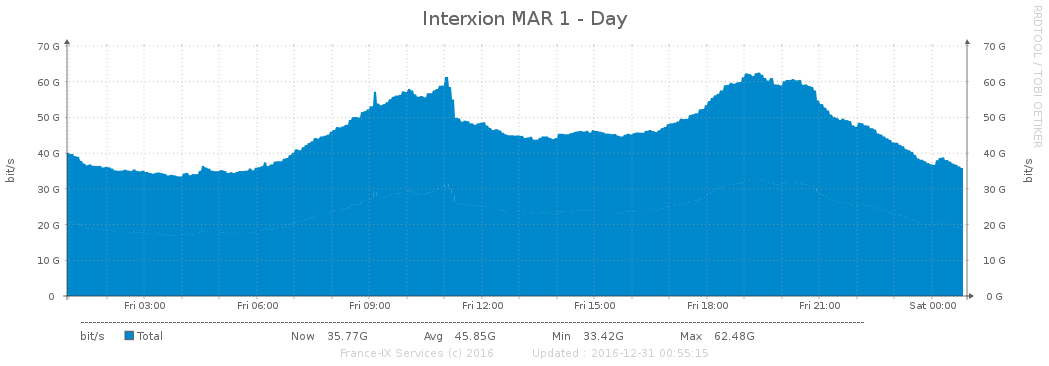 Interxion MAR 1 - Day
RRDTOOL / TOBI OETIKER
bit/s
70 G
60 G
50 G
40 G
30 G
20 G
10 G
0
70 G
60 G
50 G
40 G
30 G
20 G
10 G
0 G
bit/s
Fri 03:00 Fri 06:00 Fri 09:00 Fri 12:00 Fri 15:00 Fri 18:00 Fri 21:00 Sat 00:00
bit/s Total Now 35.77G Avg 45.85G Min 33.42G Max 62.48G
France-IX Services (c) 2016 Updated : 2016-12-31 00:55:15